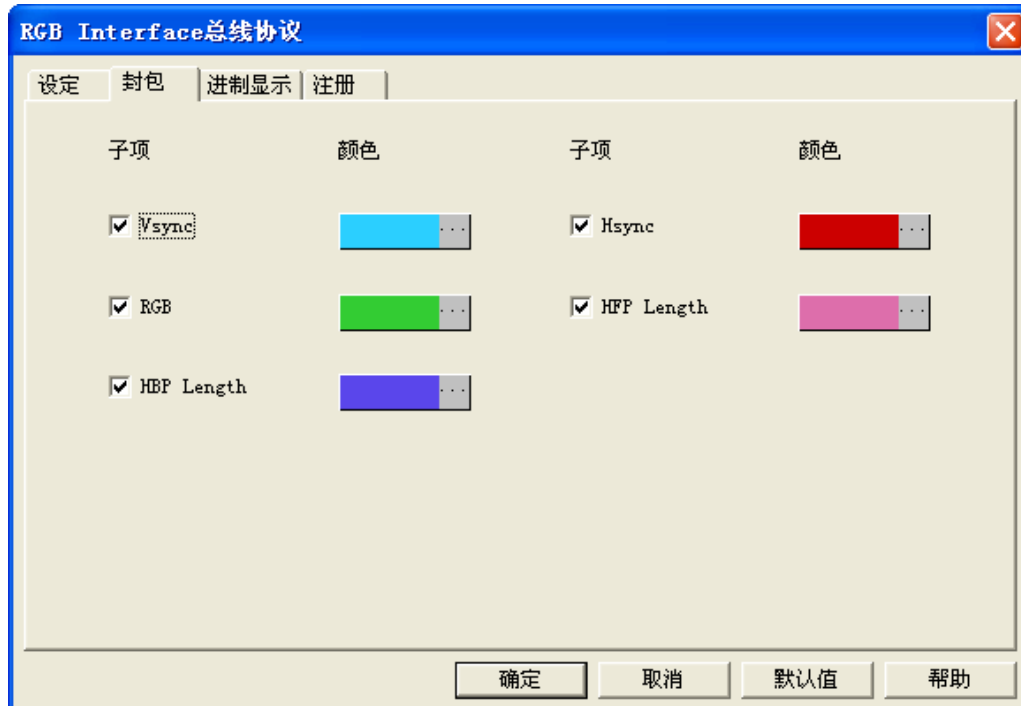 RGB Interface总线协议
设定 封包 进制显示 注册
子项 颜色 子项 颜色
Vsync ... Hsync ...
RGB ... HFP Length ...
HBP Length ...
确定 取消 默认值 帮助